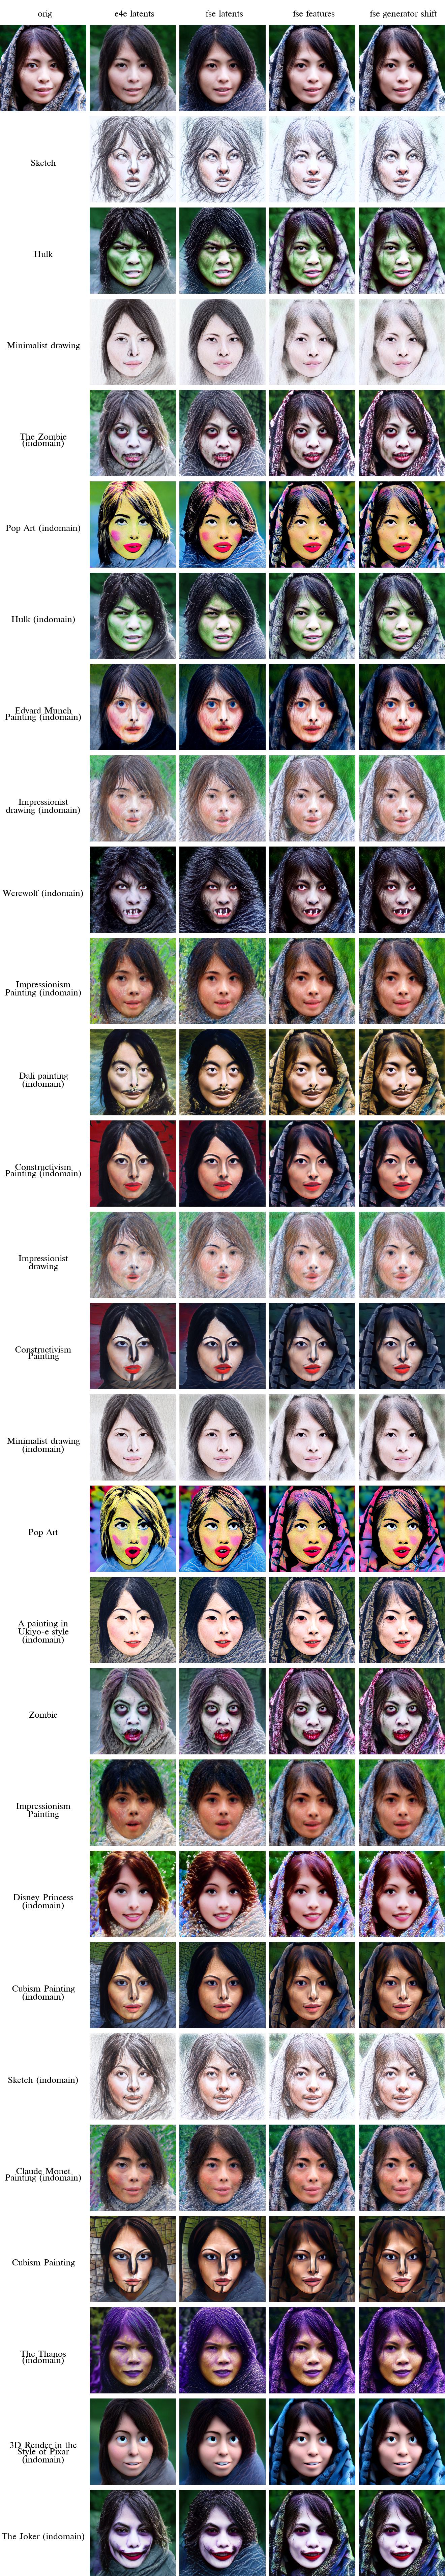 orig e4e latents fse latents fse features fse generator shift
Sketch
Hulk
Minimalist drawing
The Zombie
(indomain)
Pop Art (indomain)
Hulk (indomain)
Edvard Munch
Painting (indomain)
Impressionist
drawing (indomain)
Werewolf (indomain)
Impressionism
Painting (indomain)
Dali painting
(indomain)
Constructivism
Painting (indomain)
Impressionist
drawing
Constructivism
Painting
Minimalist drawing
(indomain)
Pop Art
A painting in
Ukiyo-e style
(indomain)
Zombie
Impressionism
Painting
Disney Princess
(indomain)
Cubism Painting
(indomain)
Sketch (indomain)
Claude Monet
Painting (indomain)
Cubism Painting
The Thanos
(indomain)
3D Render in the
Style of Pixar
(indomain)
The Joker (indomain)